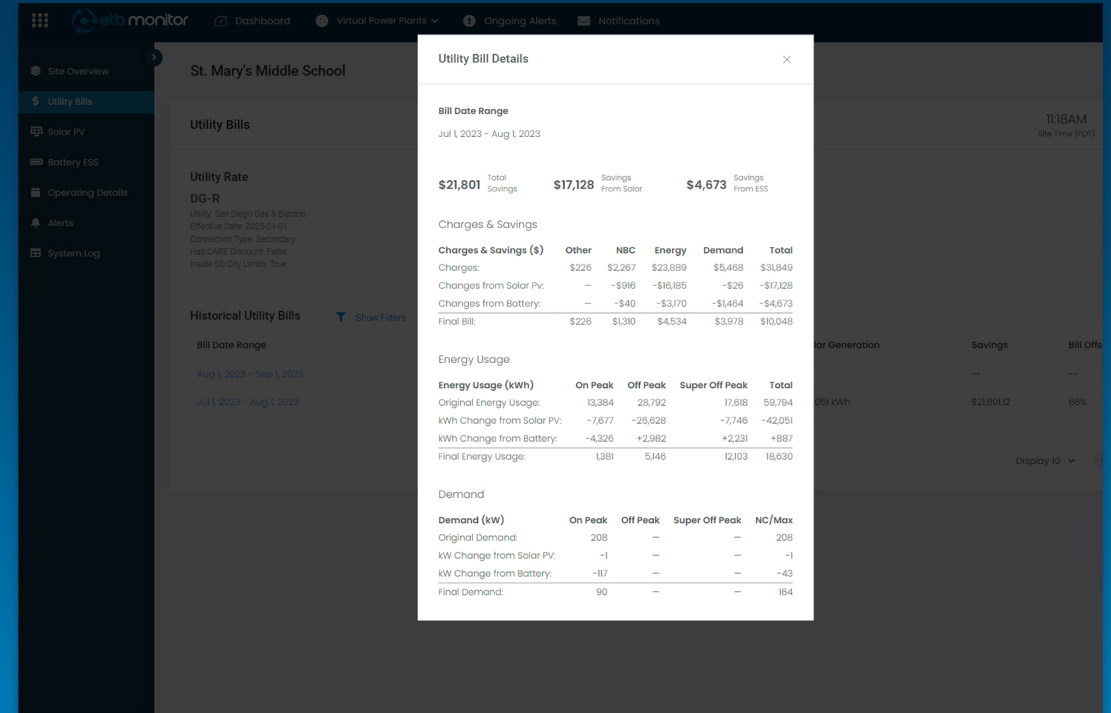 etb monitor
Dashboard
Virtual Power Plants
Ongoing Alerts
Notifications
Site Overview
Utility Bills
Solar PV
Battery ESS
Operating Details
Alerts
System Log
St. Mary's Middle School
Utility Bills
11:18AM
Site Time (PDT)
Utility Rate
DG-R
Utility: San Diego Gas & Electric
Effective Date: 2023-01-01
Connection Type: Secondary
Has CARE Discount: False
Inside SD City Limits: True
Historical Utility Bills
Show Filters
Bill Date Range
lar Generation Savings Bill Offs
Aug 1, 2023 - Sep 1, 2023 -- --
Jul 1, 2023 - Aug 1, 2023 051 kWh $21,801.12 68%
Display 10
Utility Bill Details
Bill Date Range
Jul 1, 2023 - Aug 1, 2023
$21,801 Total Savings $17,128 Savings From Solar $4,673 Savings From ESS
Charges & Savings
Charges & Savings ($) Other NBC Energy Demand Total
Charges: $226 $2,267 $23,889 $5,468 $31,849
Changes from Solar Pv: — -$916 -$16,185 -$26 -$17,128
Changes from Battery: — -$40 -$3,170 -$1,464 -$4,673
Final Bill: $226 $1,310 $4,534 $3,978 $10,048
Energy Usage
Energy Usage (kWh) On Peak Off Peak Super Off Peak Total
Original Energy Usage: 13,384 28,792 17,618 59,794
kWh Change from Solar PV: -7,677 -26,628 -7,746 -42,051
kWh Change from Battery: -4,326 +2,982 +2,231 +887
Final Energy Usage: 1,381 5,146 12,103 18,630
Demand
Demand (kW) On Peak Off Peak Super Off Peak NC/Max
Original Demand: 208 — — 208
kW Change from Solar PV: -1 — — -1
kW Change from Battery: -117 — — -43
Final Demand: 90 — — 164